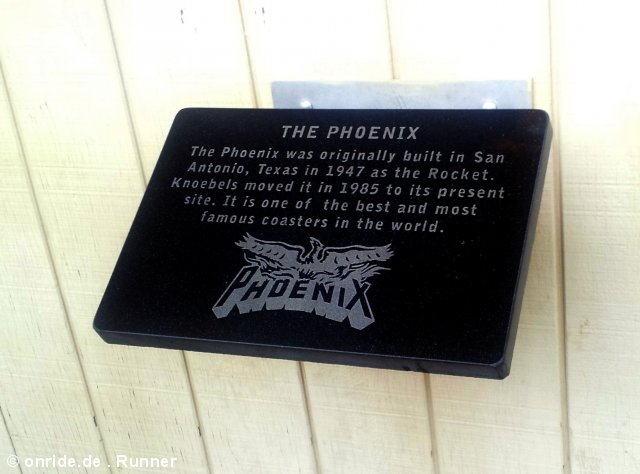 THE PHOENIX
The Phoenix was originally built in San
Antonio, Texas in 1947 as the Rocket.
Knoebels moved it in 1985 to its present
site. It is one of the best and most
famous coasters in the world.
PHOENIX
© onride.de . Runner